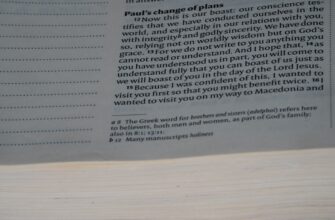 Paul's change of plans
12 Now this is our boast: our conscience tes-
tifies that we have conducted ourselves in the
world, and especially in our relations with you,
with integrity b and godly sincerity. We have done
so, relying not on worldly wisdom but on God's
grace. 13 For we do not write to you anything you
cannot read or understand. And I hope that, 14 as
you have understood us in part, you will come to
understand fully that you can boast of us just as
we will boast of you in the day of the Lord Jesus.
15 Because I was confident of this, I wanted to
visit you first so that you might benefit twice. 16 I
wanted to visit you on my way to Macedonia and
a 8 The Greek word for brothers and sisters (adelphoi) refers here
to believers, both men and women, as part of God's family;
also in 8:1; 13:11.
b 12 Many manuscripts holiness